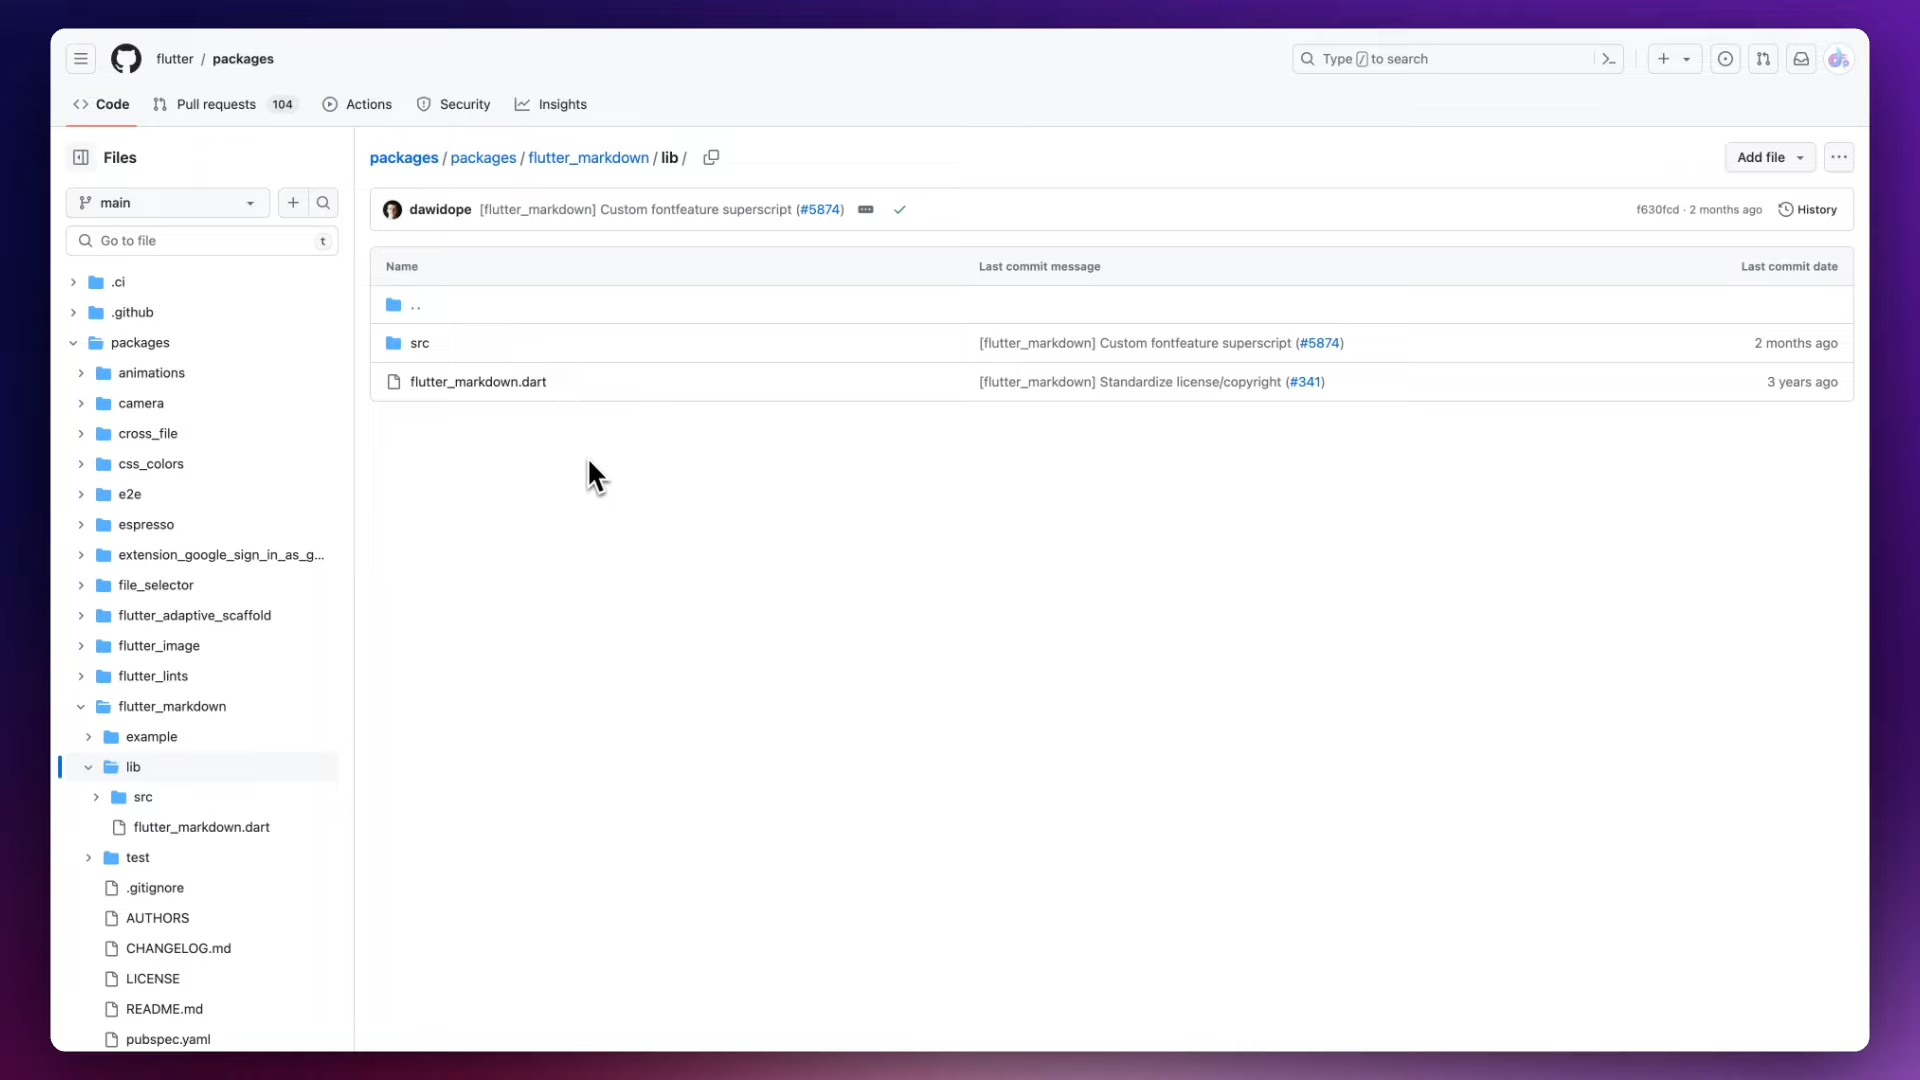 flutter / packages
Type / to search
Code
Pull requests 104
Actions
Security
Insights
Files
main
Go to file
t
.ci
.github
packages
animations
camera
cross_file
css_colors
e2e
espresso
extension_google_sign_in_as_g...
file_selector
flutter_adaptive_scaffold
flutter_image
flutter_lints
flutter_markdown
example
lib
src
flutter_markdown.dart
test
.gitignore
AUTHORS
CHANGELOG.md
LICENSE
README.md
pubspec.yaml
packages / packages / flutter_markdown / lib /
Add file
dawidope [flutter_markdown] Custom fontfeature superscript (#5874)
f630fcd · 2 months ago
History
Name Last commit message Last commit date
..
src [flutter_markdown] Custom fontfeature superscript (#5874) 2 months ago
flutter_markdown.dart [flutter_markdown] Standardize license/copyright (#341) 3 years ago